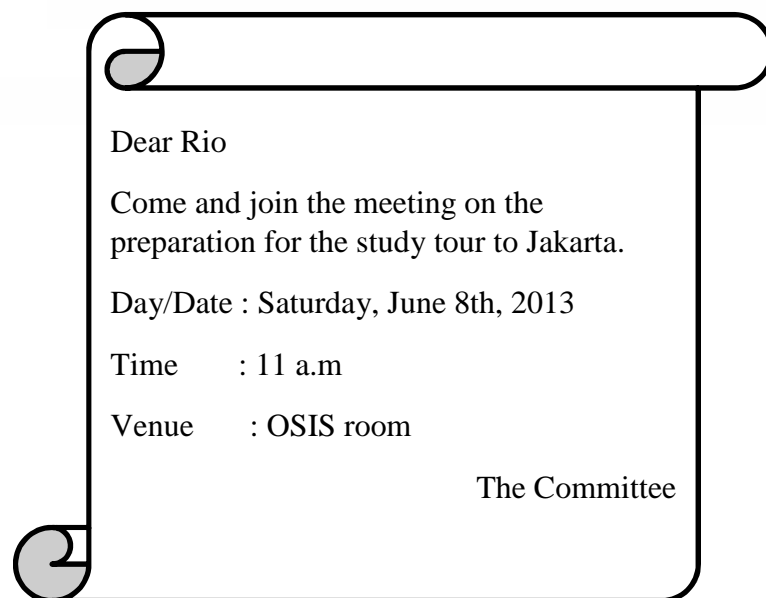 Dear Rio
Come and join the meeting on the
preparation for the study tour to Jakarta.
Day/Date : Saturday, June 8th, 2013
Time : 11 a.m
Venue : OSIS room
The Committee